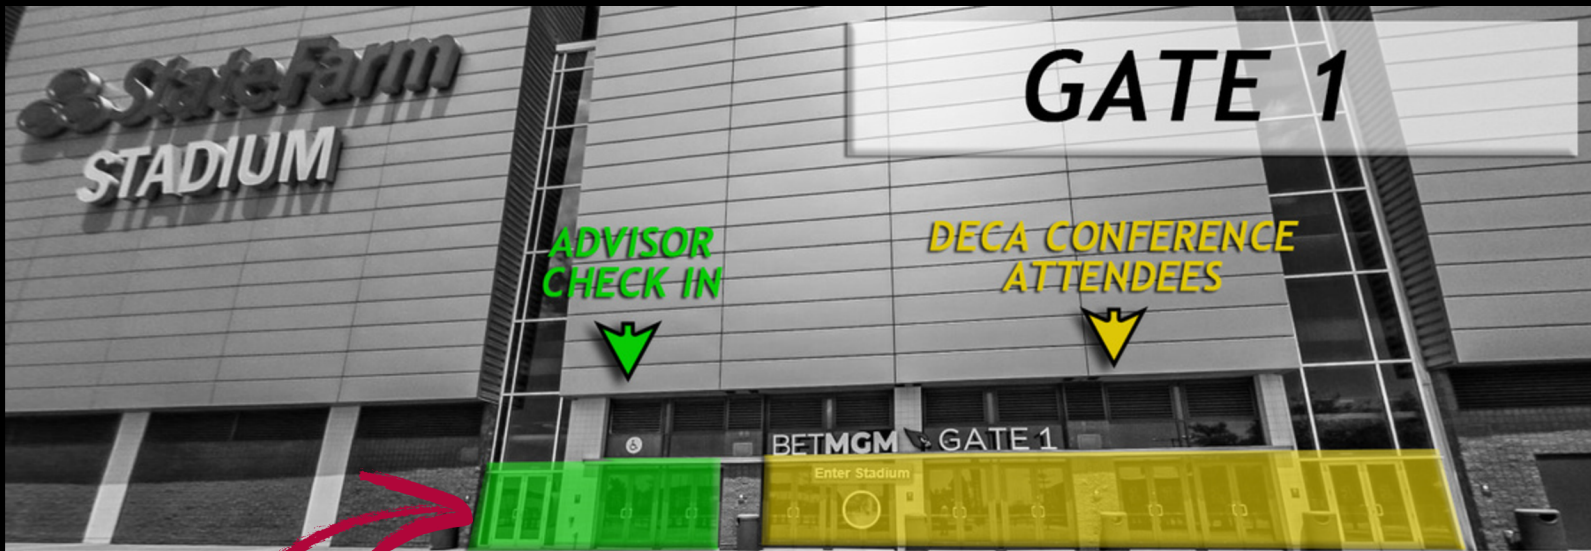 StateFarm
STADIUM
GATE 1
ADVISOR
CHECK IN
DECA CONFERENCE
ATTENDEES
BETMGM GATE 1
Enter Stadium